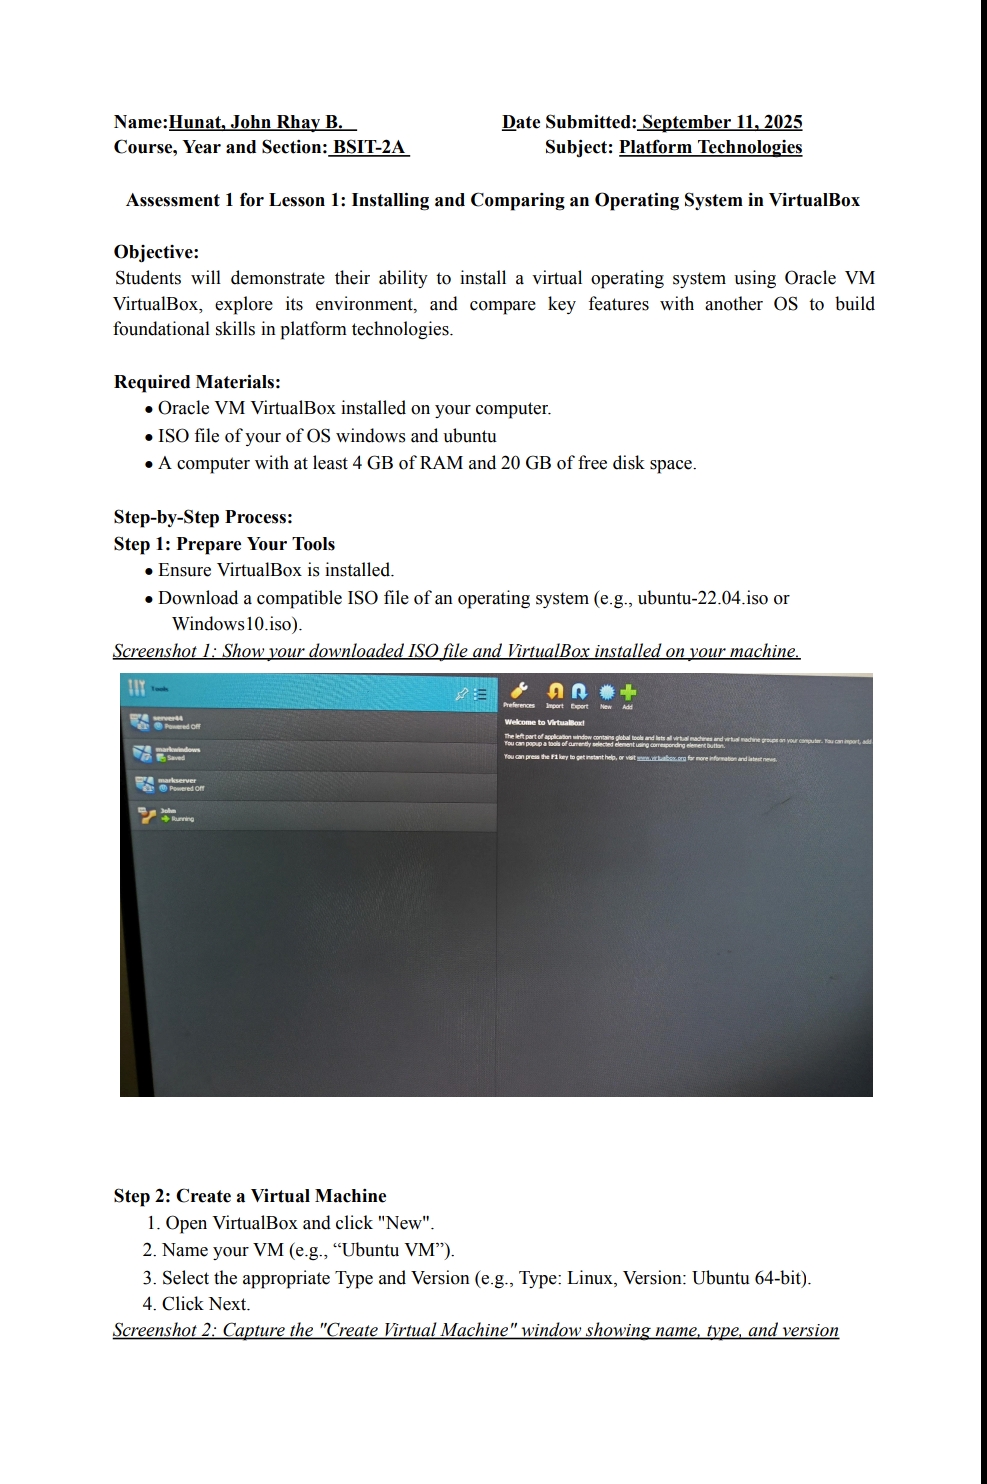 Name:Hunat, John Rhay B. Date Submitted: September 11, 2025
Course, Year and Section: BSIT-2A Subject: Platform Technologies
Assessment 1 for Lesson 1: Installing and Comparing an Operating System in VirtualBox
Objective:
Students will demonstrate their ability to install a virtual operating system using Oracle VM
VirtualBox, explore its environment, and compare key features with another OS to build
foundational skills in platform technologies.
Required Materials:
● Oracle VM VirtualBox installed on your computer.
● ISO file of your of OS windows and ubuntu
● A computer with at least 4 GB of RAM and 20 GB of free disk space.
Step-by-Step Process:
Step 1: Prepare Your Tools
● Ensure VirtualBox is installed.
● Download a compatible ISO file of an operating system (e.g., ubuntu-22.04.iso or
Windows10.iso).
Screenshot 1: Show your downloaded ISO file and VirtualBox installed on your machine.
Tools
server44
Powered Off
markwindows
Saved
markserver
Powered Off
John
Running
Preferences Import Export New Add
Welcome to VirtualBox!
The left part of application window contains global tools and lists all virtual machines and virtual machine groups on your computer. You can import, add
You can popup a tools of currently selected element using corresponding element button.
You can press the F1 key to get instant help, or visit www.virtualbox.org for more information and latest news.
Step 2: Create a Virtual Machine
1. Open VirtualBox and click "New".
2. Name your VM (e.g., “Ubuntu VM”).
3. Select the appropriate Type and Version (e.g., Type: Linux, Version: Ubuntu 64-bit).
4. Click Next.
Screenshot 2: Capture the "Create Virtual Machine" window showing name, type, and version